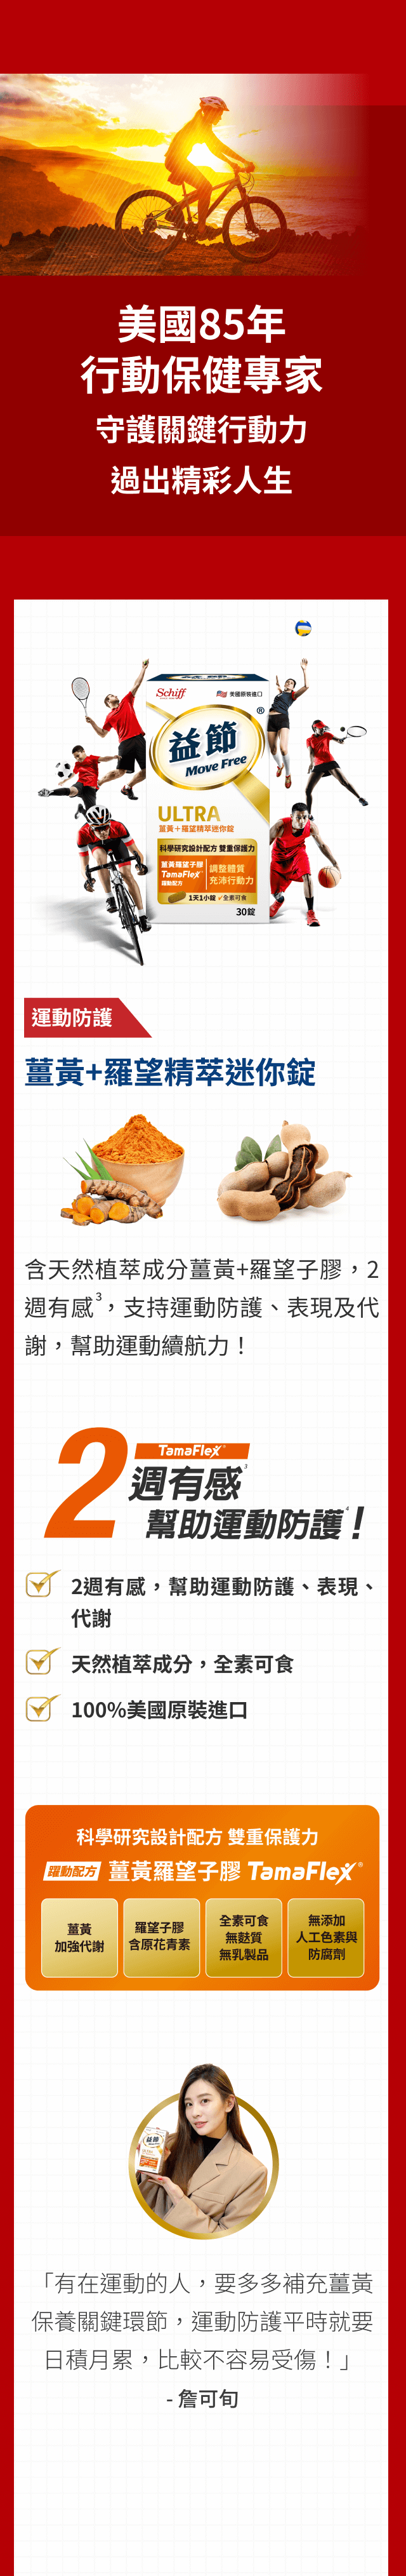 美國85年
行動保健專家
守護關鍵行動力
過出精彩人生
Schiff
美國原裝進口
益節®
Move Free
ULTRA
薑黃+羅望精萃迷你錠
科學研究設計配方 雙重保護力
薑黃羅望子膠
TamaFlex®
躍動配方
調整體質
充沛行動力
1天1小錠 ✓全素可食
30錠
運動防護
薑黃+羅望精萃迷你錠
含天然植萃成分薑黃+羅望子膠，2
週有感3，支持運動防護、表現及代
謝，幫助運動續航力！
TamaFlex®
2週有感3
幫助運動防護4！
2週有感，幫助運動防護、表現、
代謝
天然植萃成分，全素可食
100%美國原裝進口
科學研究設計配方 雙重保護力
躍動配方 薑黃羅望子膠 TamaFlex®
薑黃
加強代謝
羅望子膠
含原花青素
全素可食
無麩質
無乳製品
無添加
人工色素與
防腐劑
益節
「有在運動的人，要多多補充薑黃
保養關鍵環節，運動防護平時就要
日積月累，比較不容易受傷！」
- 詹可旬